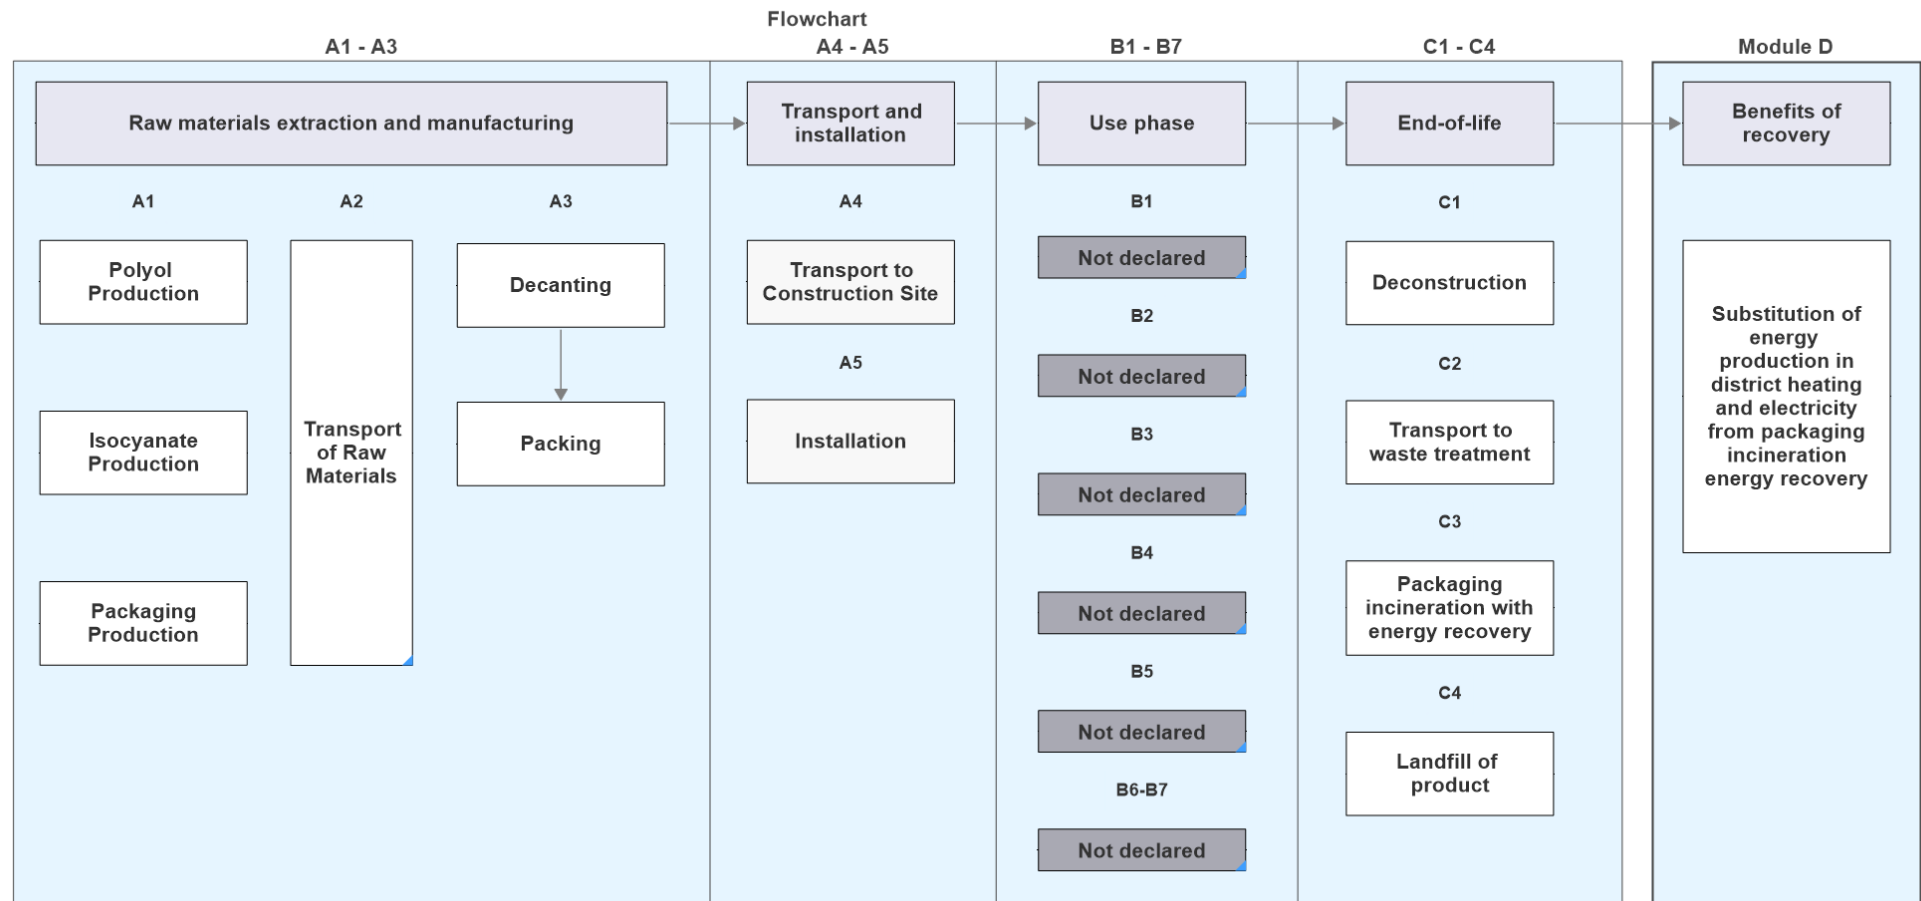 Flowchart
A1 - A3
A4 - A5
B1 - B7
C1 - C4
Module D
Raw materials extraction and manufacturing
Transport and
installation
Use phase
End-of-life
Benefits of
recovery
A1
Polyol
Production
Isocyanate
Production
Packaging
Production
A2
Transport
of Raw
Materials
A3
Decanting
Packing
A4
Transport to
Construction Site
A5
Installation
B1
Not declared
B2
Not declared
B3
Not declared
B4
Not declared
B5
Not declared
B6-B7
Not declared
C1
Deconstruction
C2
Transport to
waste treatment
C3
Packaging
incineration with
energy recovery
C4
Landfill of
product
Substitution of
energy
production in
district heating
and electricity
from packaging
incineration
energy recovery